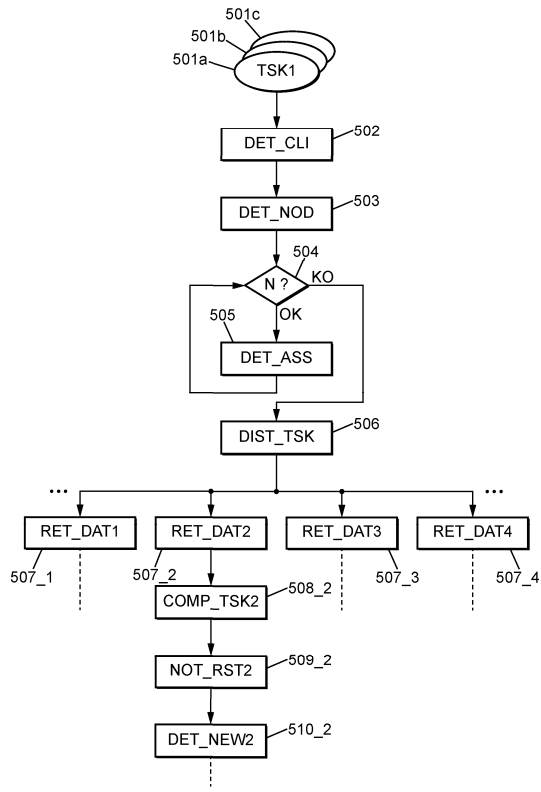 501c
501b
501a
TSK1
DET_CLI
502
DET_NOD
503
504
N ?
KO
OK
505
DET_ASS
DIST_TSK
506
... ...
RET_DAT1 RET_DAT2 RET_DAT3 RET_DAT4
507_1 507_2 507_3 507_4
COMP_TSK2
508_2
NOT_RST2
509_2
DET_NEW2
510_2